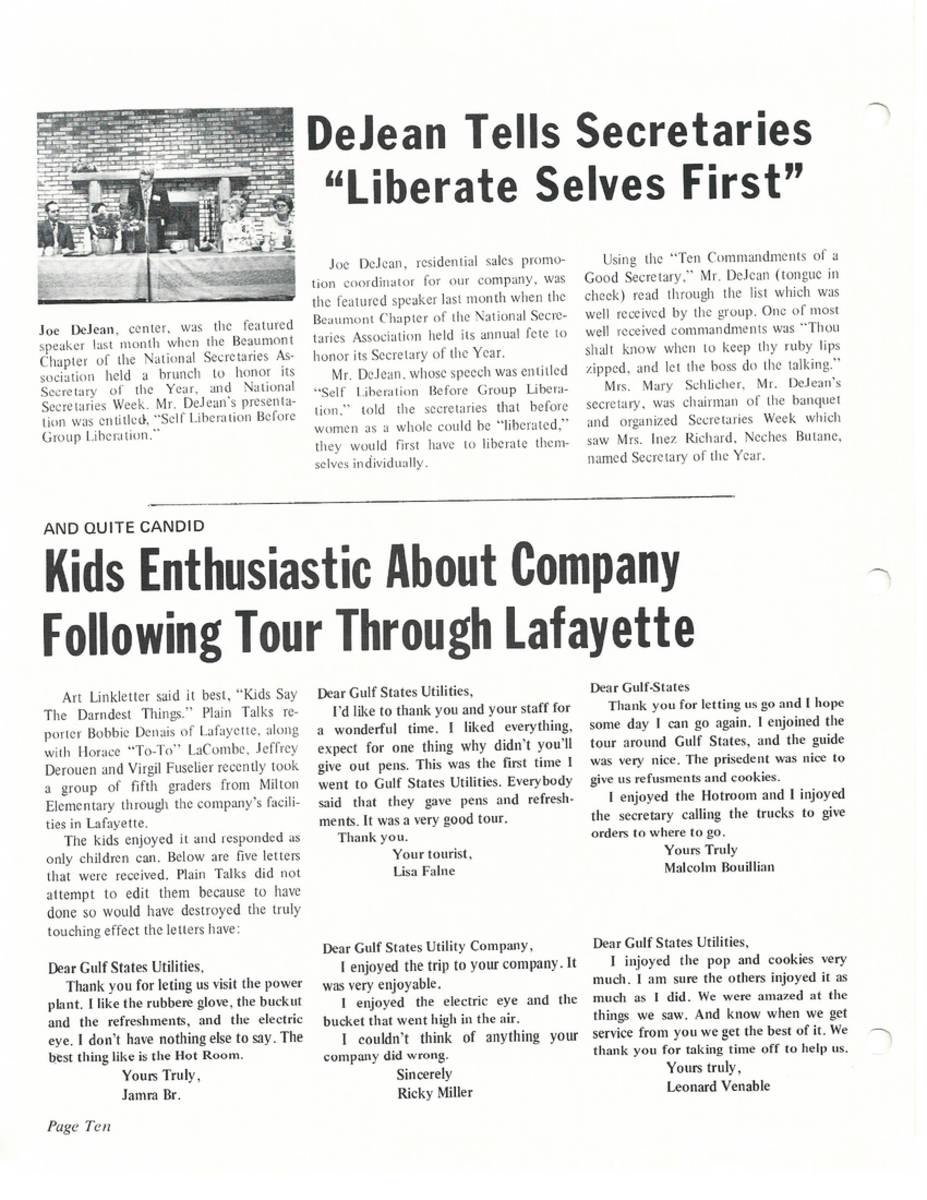 DeJean Tells Secretaries
“Liberate Selves First”
Joe DeJean, center, was the featured
speaker last month when the Beaumont
Chapter of the National Secretaries As-
sociation held a brunch to honor its
Secretary of the Year, and National
Secretaries Week. Mr. DeJean’s presenta-
tion was entitled, “Self Liberation Before
Group Liberation.”
Joe DeJean, residential sales promo-
tion coordinator for our company, was
the featured speaker last month when the
Beaumont Chapter of the National Secre-
taries Association held its annual fete to
honor its Secretary of the Year.
Mr. DeJean, whose speech was entitled
“Self Liberation Before Group Libera-
tion,” told the secretaries that before
women as a whole could be “liberated,”
they would first have to liberate them-
selves individually.
Using the “Ten Commandments of a
Good Secretary,” Mr. DeJean (tongue in
cheek) read through the list which was
well received by the group. One of most
well received commandments was “Thou
shalt know when to keep thy ruby lips
zipped, and let the boss do the talking.”
Mrs. Mary Schlicher, Mr. DeJean’s
secretary, was chairman of the banquet
and organized Secretaries Week which
saw Mrs. Inez Richard, Neches Butane,
named Secretary of the Year.
AND QUITE CANDID
Kids Enthusiastic About Company
Following Tour Through Lafayette
Art Linkletter said it best, “Kids Say
The Darndest Things.” Plain Talks re-
porter Bobbie Denais of Lafayette, along
with Horace “To-To” LaCombe, Jeffrey
Derouen and Virgil Fuselier recently took
a group of fifth graders from Milton
Elementary through the company’s facili-
ties in Lafayette.
The kids enjoyed it and responded as
only children can. Below are five letters
that were received. Plain Talks did not
attempt to edit them because to have
done so would have destroyed the truly
touching effect the letters have:
Dear Gulf States Utilities,
Thank you for leting us visit the power
plant. I like the rubbere glove, the buckut
and the refreshments, and the electric
eye. I don’t have nothing else to say. The
best thing like is the Hot Room.
Yours Truly,
Jamra Br.
Dear Gulf States Utilities,
I’d like to thank you and your staff for
a wonderful time. I liked everything,
expect for one thing why didn’t you’ll
give out pens. This was the first time I
went to Gulf States Utilities. Everybody
said that they gave pens and refresh-
ments. It was a very good tour.
Thank you.
Your tourist,
Lisa Falne
Dear Gulf States Utility Company,
I enjoyed the trip to your company. It
was very enjoyable.
I enjoyed the electric eye and the
bucket that went high in the air.
I couldn’t think of anything your
company did wrong.
Sincerely
Ricky Miller
Dear Gulf-States
Thank you for letting us go and I hope
some day I can go again. I enjoined the
tour around Gulf States, and the guide
was very nice. The prisedent was nice to
give us refusments and cookies.
I enjoyed the Hotroom and I injoyed
the secretary calling the trucks to give
orders to where to go.
Yours Truly
Malcolm Bouillian
Dear Gulf States Utilities,
I injoyed the pop and cookies very
much. I am sure the others injoyed it as
much as I did. We were amazed at the
things we saw. And know when we get
service from you we get the best of it. We
thank you for taking time off to help us.
Yours truly,
Leonard Venable
Page Ten